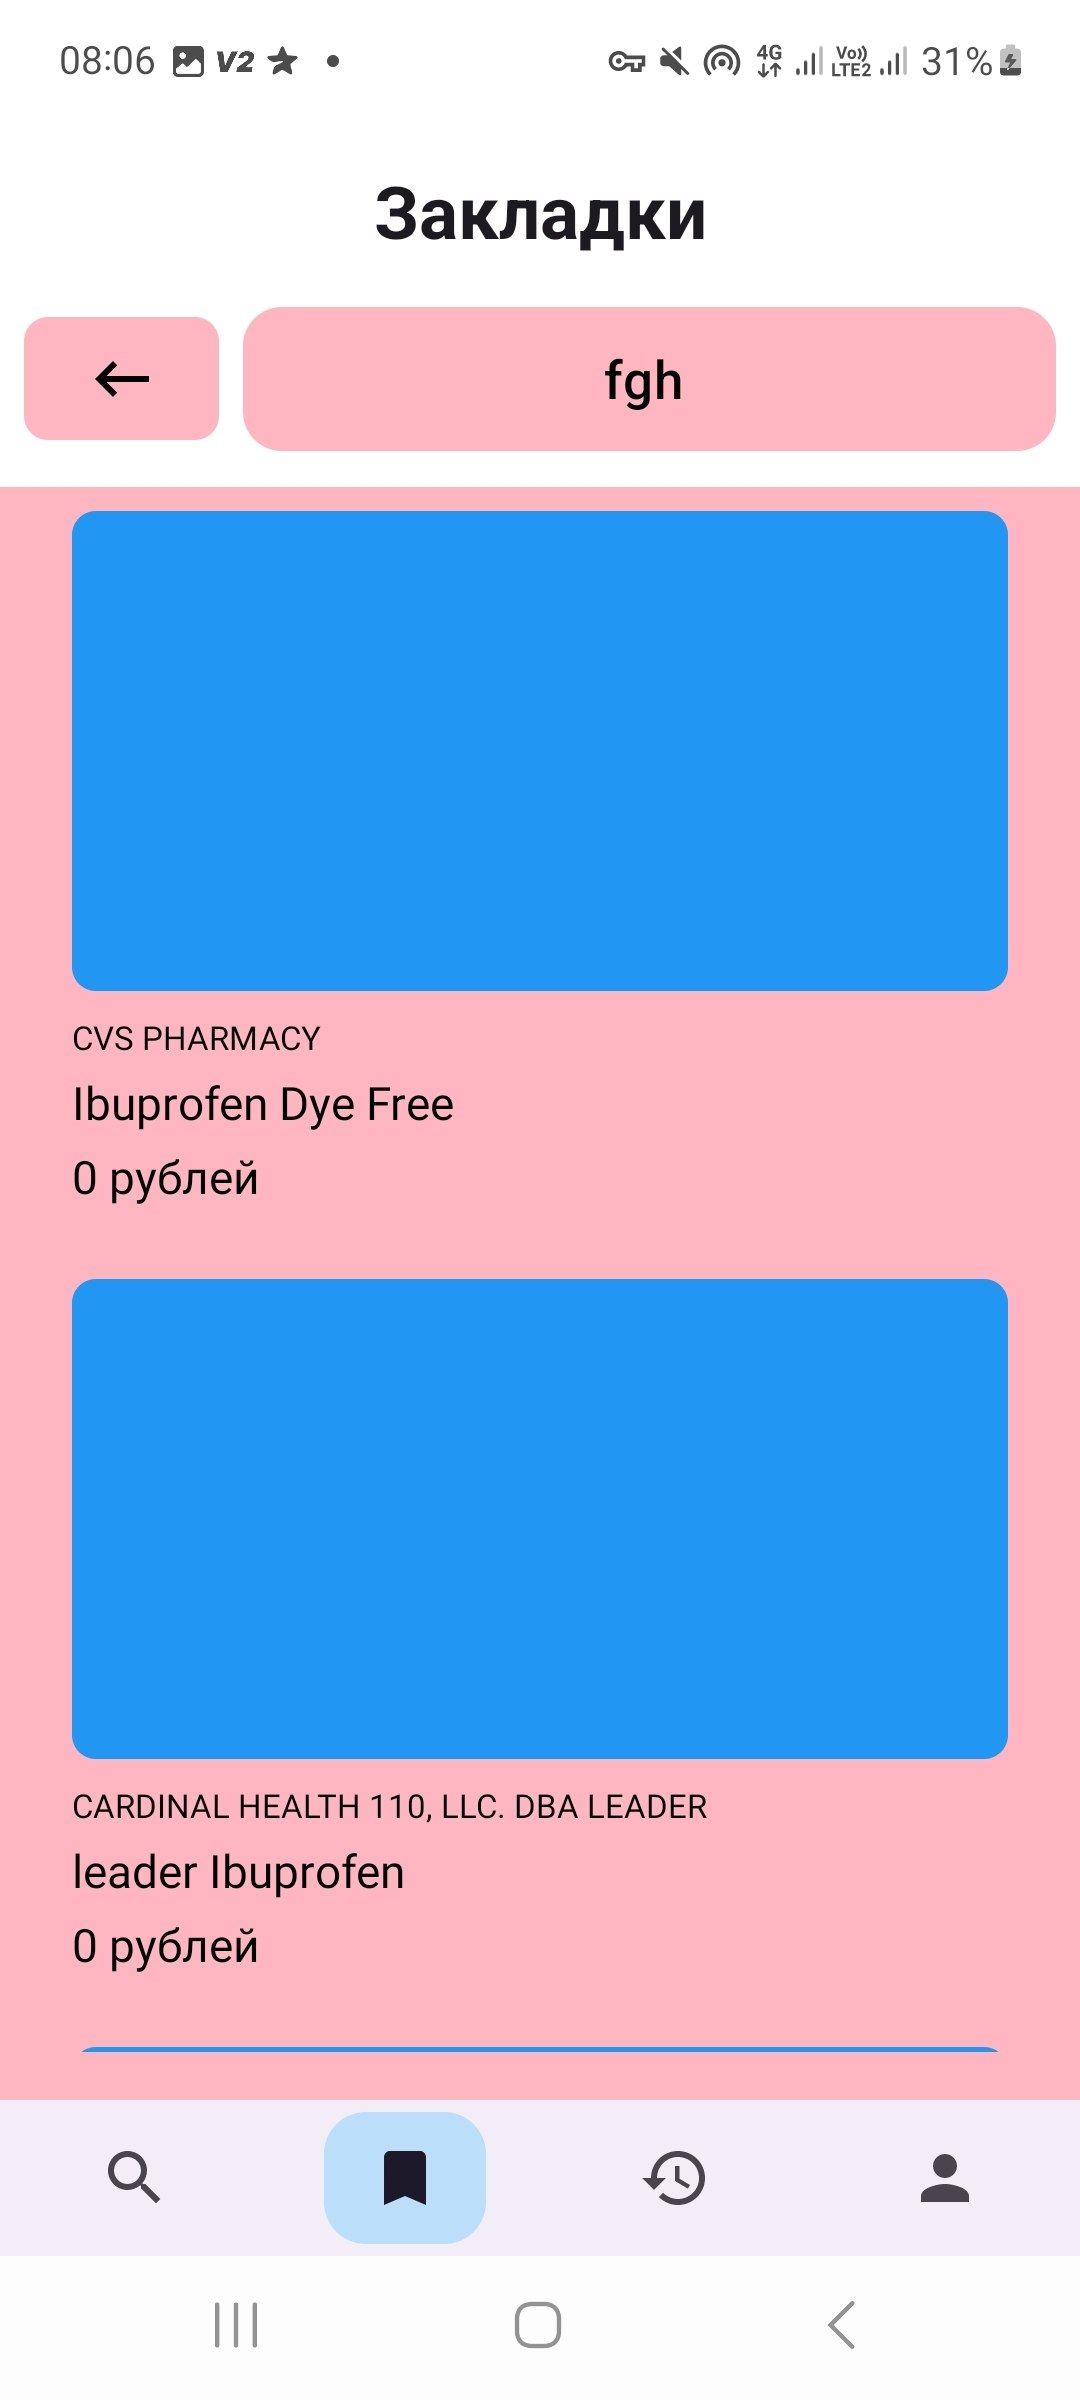 08:06 V2 4G Vo)) LTE2 31%
Закладки
fgh
CVS PHARMACY
Ibuprofen Dye Free
0 рублей
CARDINAL HEALTH 110, LLC. DBA LEADER
leader Ibuprofen
0 рублей